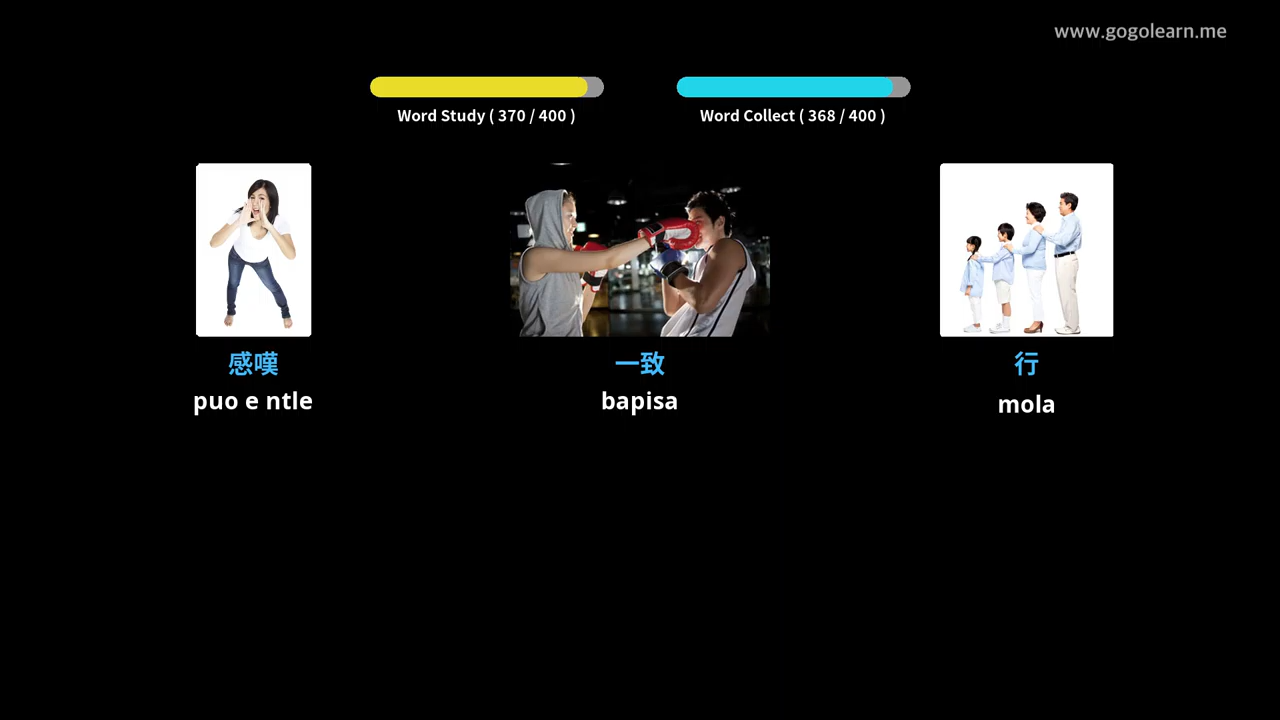 www.gogolearn.me
Word Study ( 370 / 400 )
Word Collect ( 368 / 400 )
感嘆
一致
行
puo e ntle
bapisa
mola